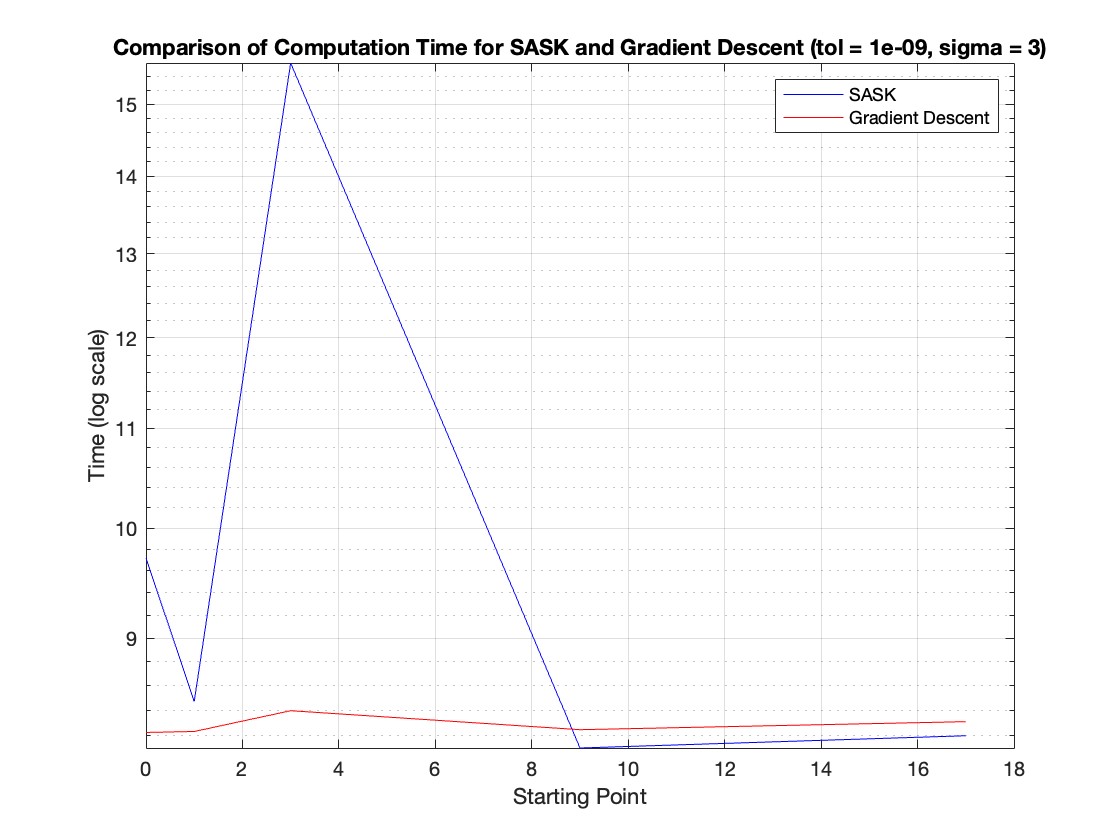 Comparison of Computation Time for SASK and Gradient Descent (tol = 1e-09, sigma = 3)
SASK
Gradient Descent
15
14
13
12
11
10
9
Time (log scale)
0 2 4 6 8 10 12 14 16 18
Starting Point